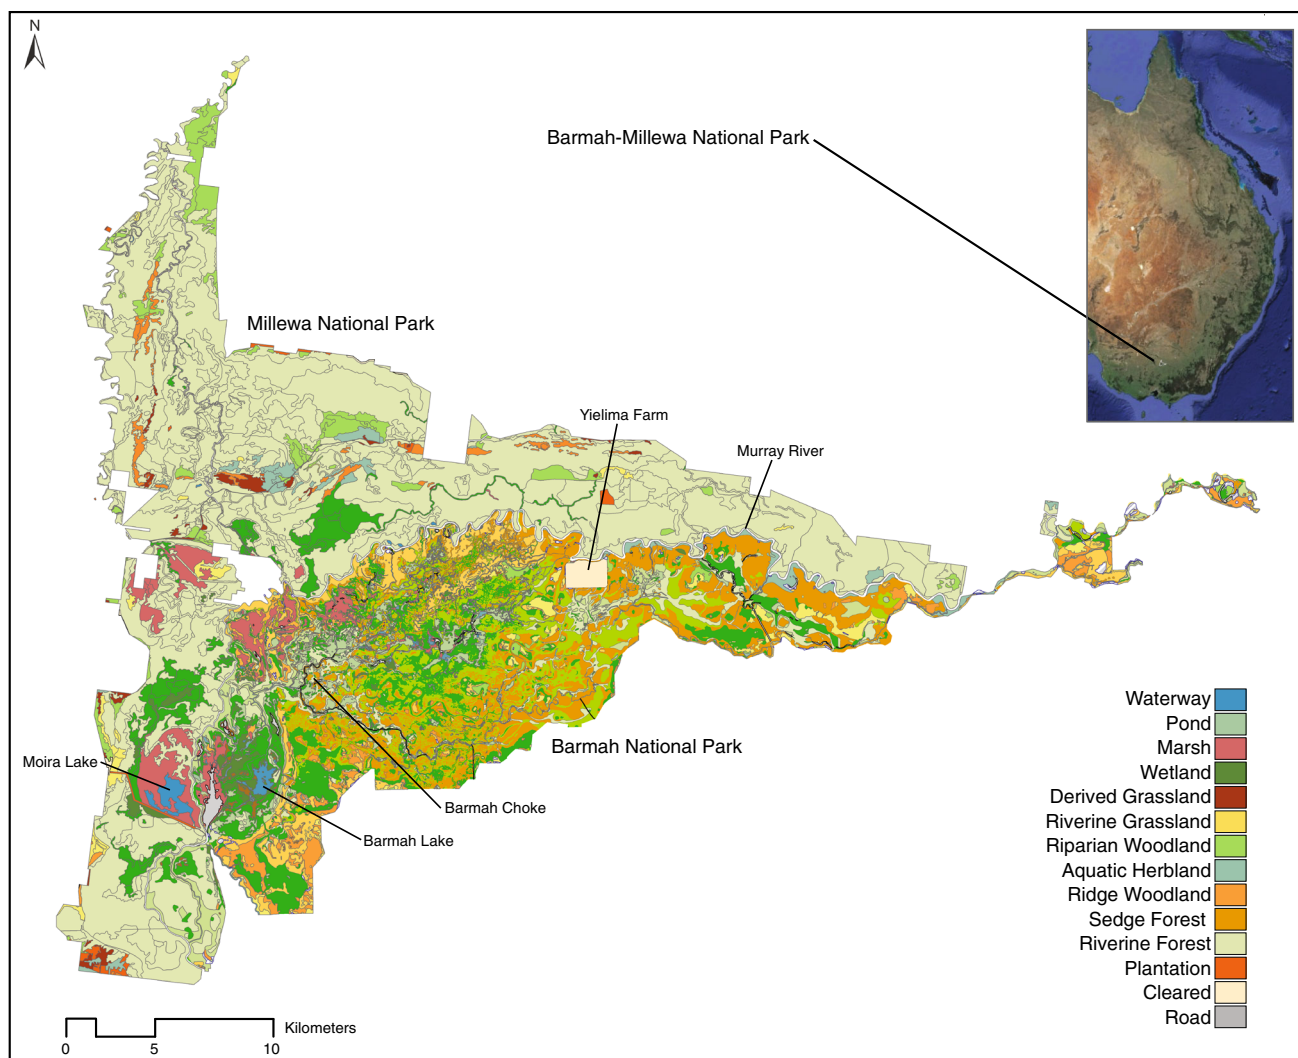 N
Barmah-Millewa National Park
Millewa National Park
Yielima Farm
Murray River
Moira Lake
Barmah National Park
Barmah Choke
Barmah Lake
Waterway
Pond
Marsh
Wetland
Derived Grassland
Riverine Grassland
Riparian Woodland
Aquatic Herbland
Ridge Woodland
Sedge Forest
Riverine Forest
Plantation
Cleared
Road
Kilometers
0 5 10